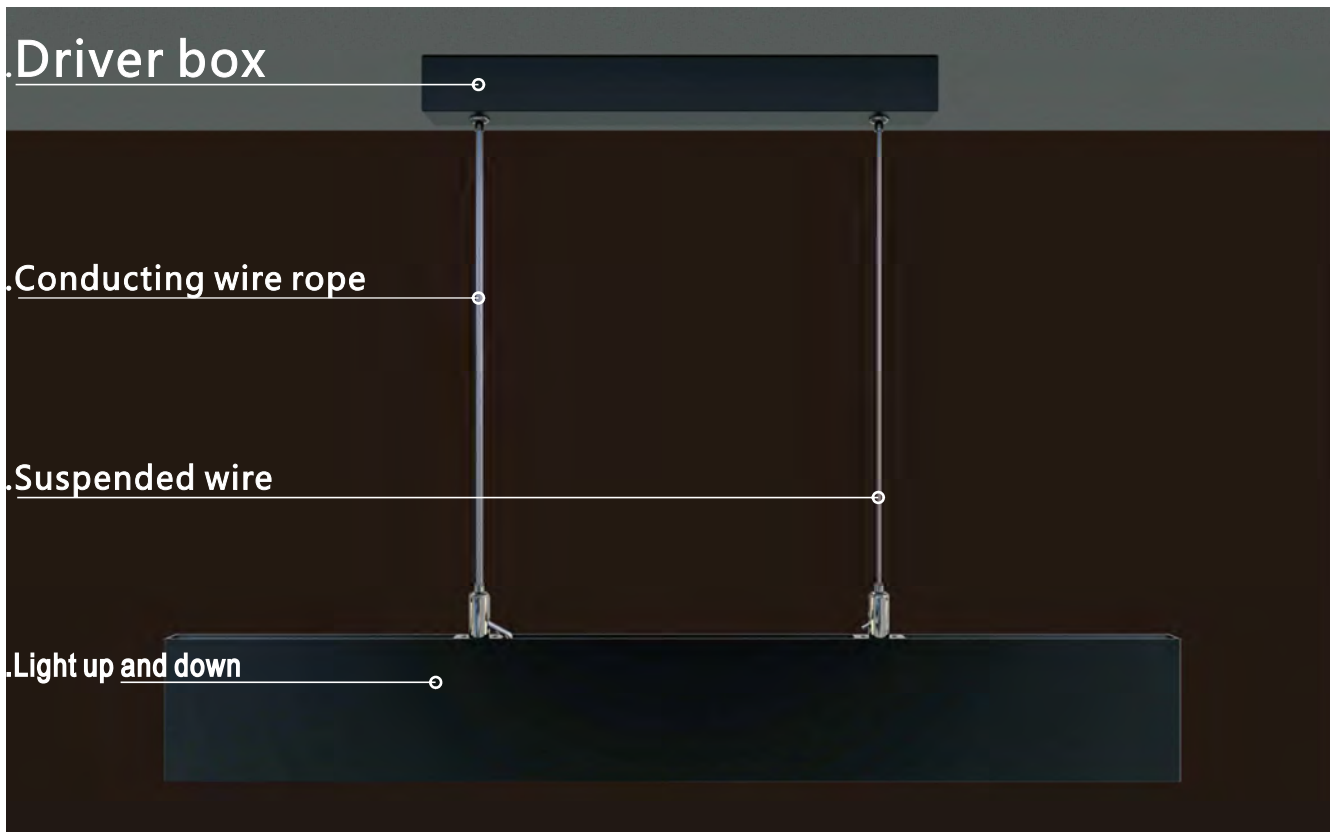 .Driver box
.Conducting wire rope
.Suspended wire
.Light up and down